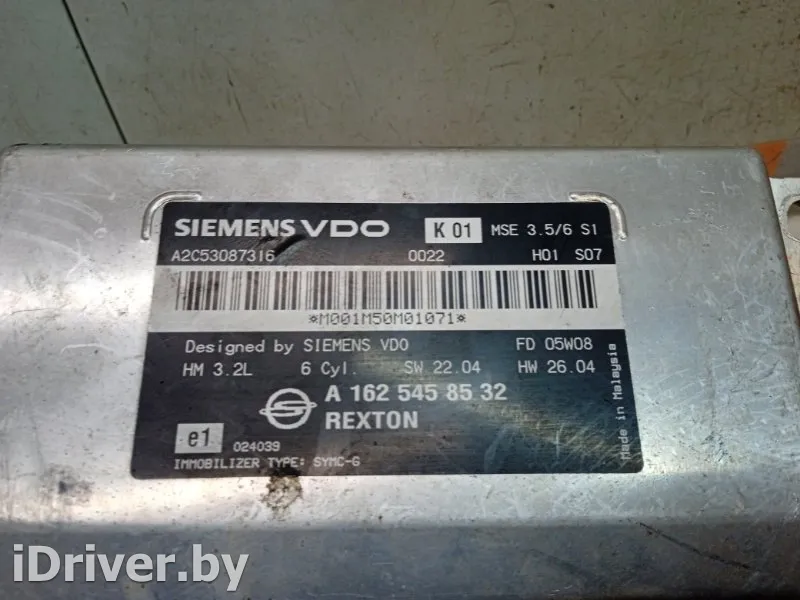 SIEMENS VDO K 01 MSE 3.5/6 S1
A2C53087316 0022 H01 S07
*M001M50M01071*
Designed by SIEMENS VDO FD 05W08
HM 3.2L 6 Cyl. SW 22.04 HW 26.04
A 162 545 85 32
REXTON
e1 024039
IMMOBILIZER TYPE: SYMC-G
Made in Malaysia
iDriver.by